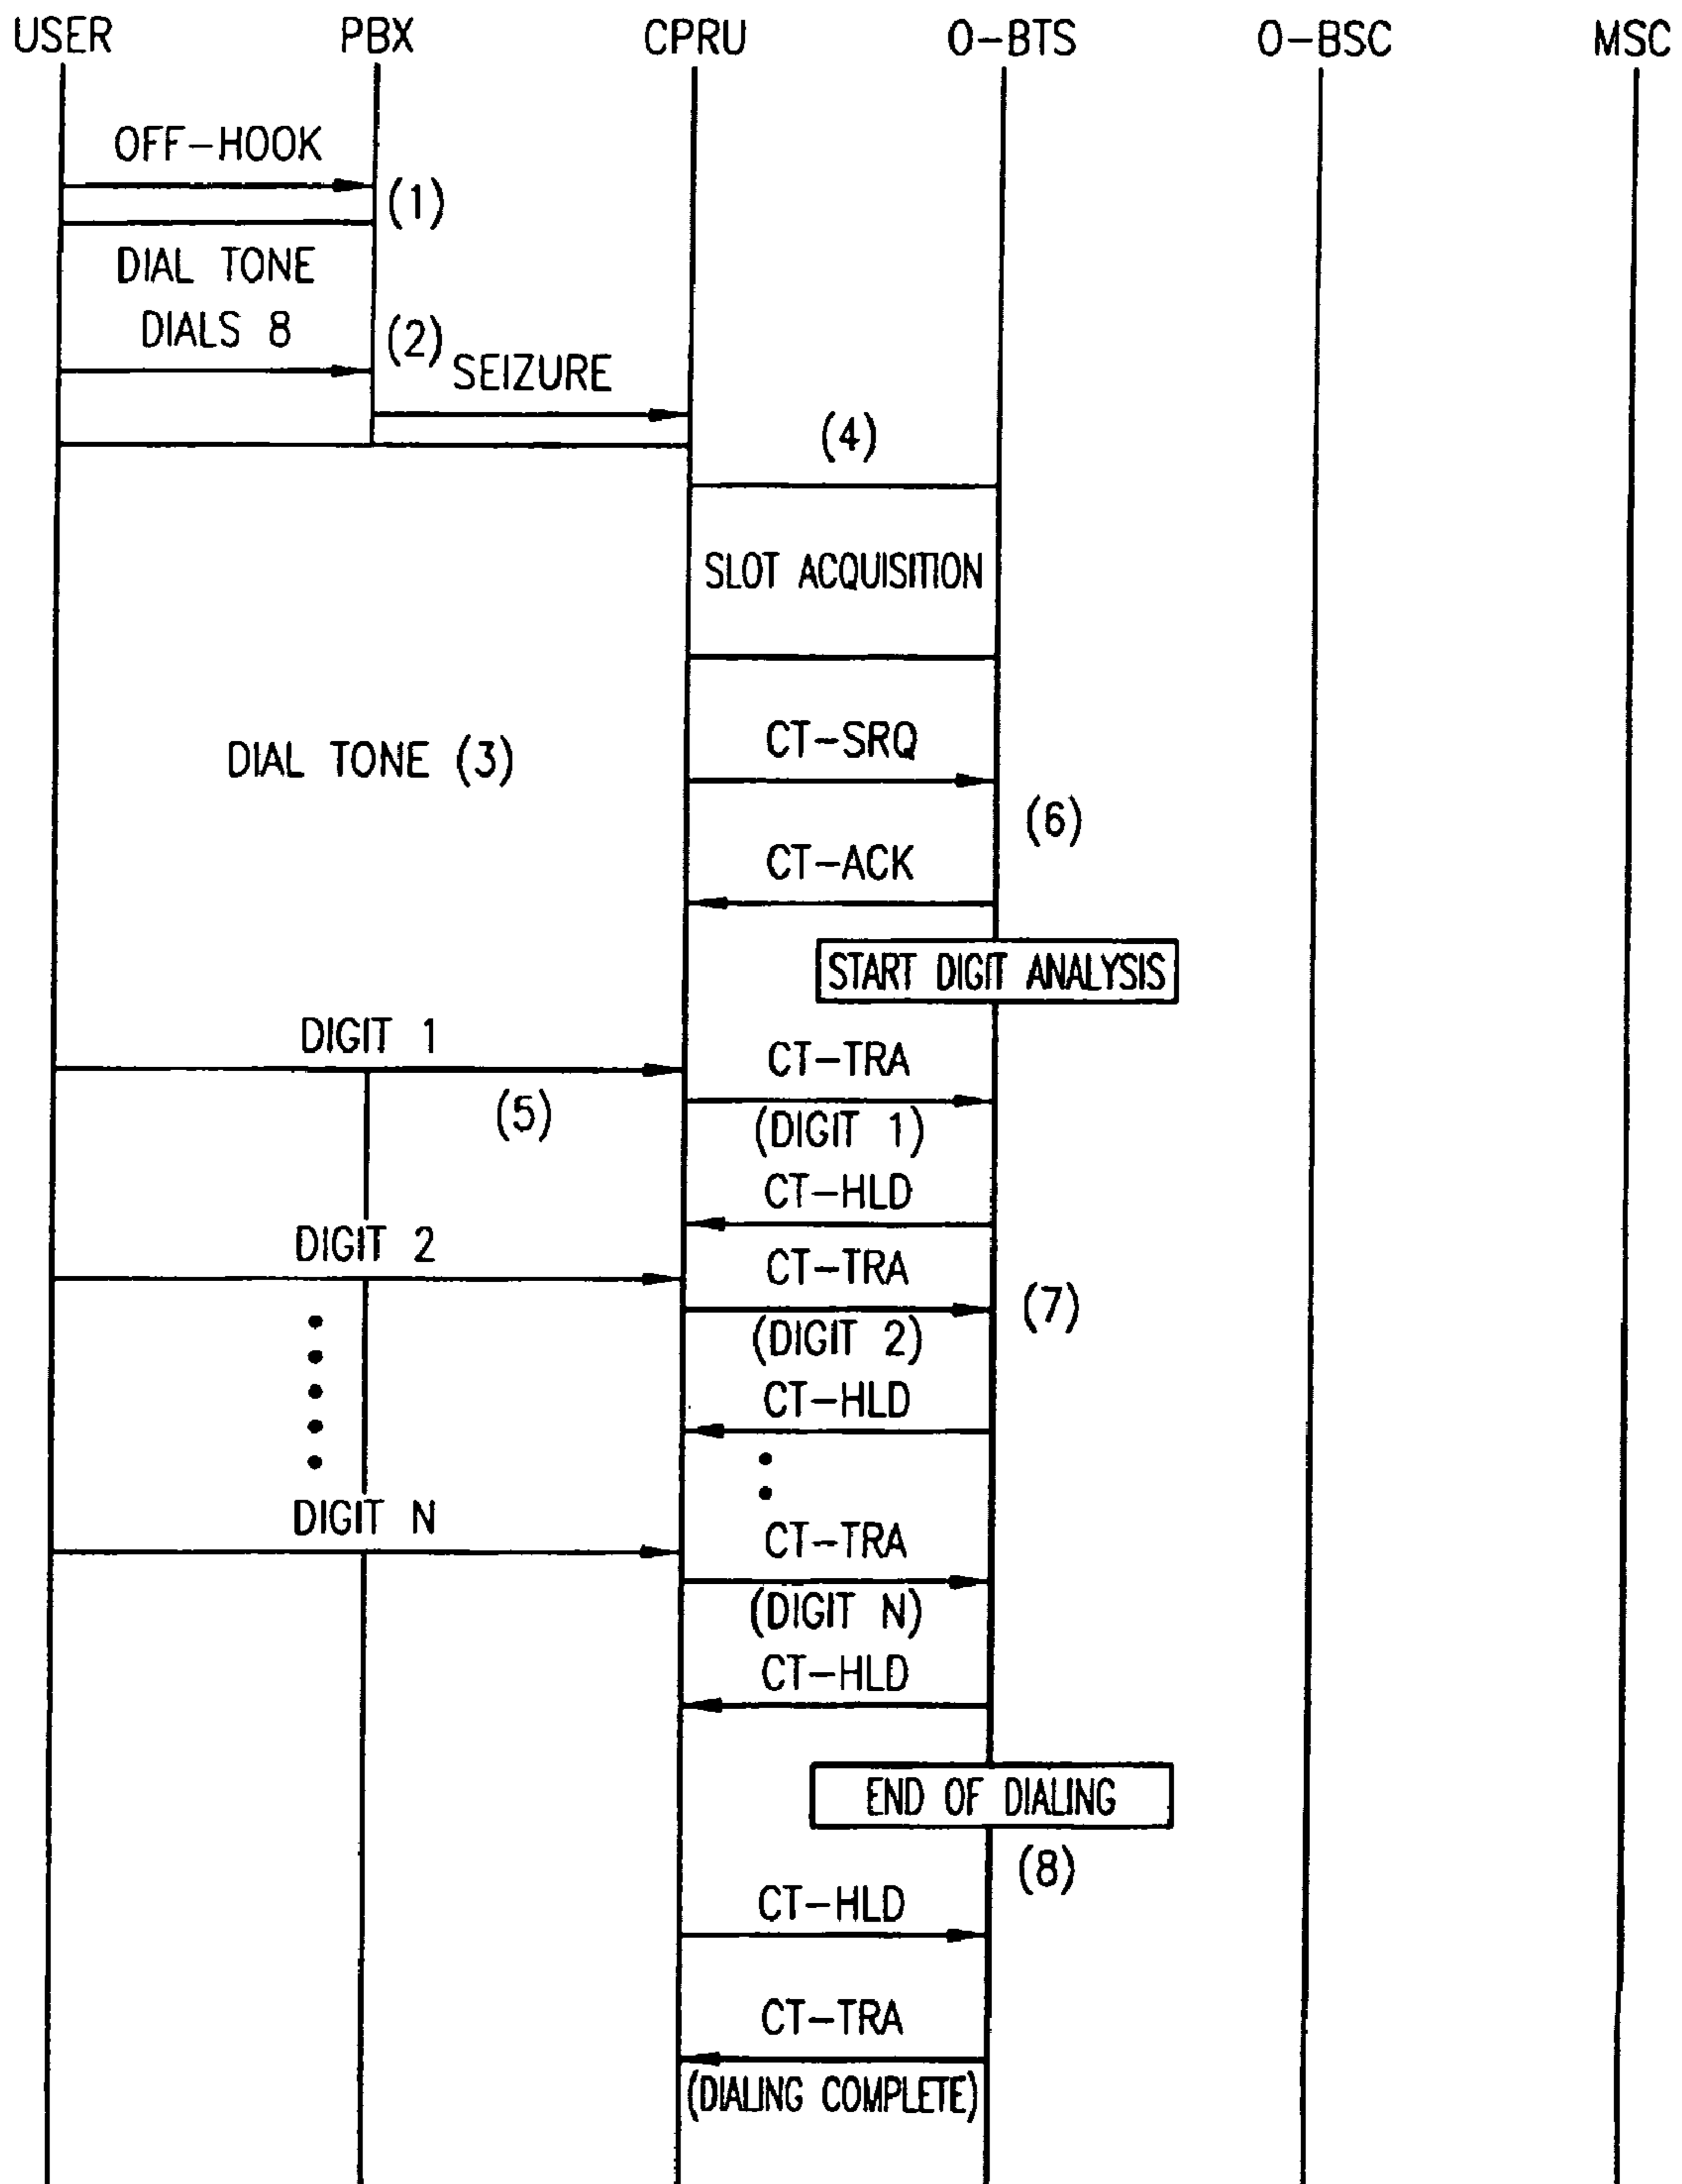 USER PBX CPRU O-BTS O-BSC MSC
OFF-HOOK
(1)
DIAL TONE
DIALS 8
(2)
SEIZURE
(4)
SLOT ACQUISITION
CT-SRQ
DIAL TONE (3)
(6)
CT-ACK
START DIGIT ANALYSIS
DIGIT 1
CT-TRA
(5)
(DIGIT 1)
CT-HLD
DIGIT 2
CT-TRA
(7)
(DIGIT 2)
CT-HLD
DIGIT N
CT-TRA
(DIGIT N)
CT-HLD
END OF DIALING
(8)
CT-HLD
CT-TRA
(DIALING COMPLETE)